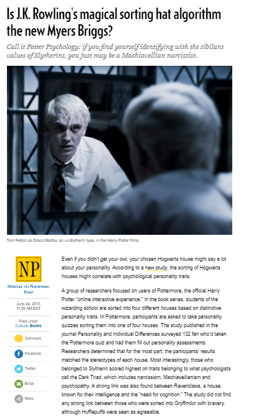 Is J.K. Rowling's magical sorting hat algorithm
the new Myers Briggs?
Call it Potter Psychology: if you find yourself identifying with the sibilant
values of Slytherins, you just may be a Machiavellian narcissist.
Tom Felton as Draco Malfoy, an ur-Slytherin type, in the Harry Potter films.
NP
SPECIAL TO NATIONAL
POST
June 24, 2015
11:25 AM EDT
Filed under
Culture Books
Comment
Facebook
Twitter
Email
More
Even if you didn't get your owl, your chosen Hogwarts house might say a lot
about your personality. According to a new study, the sorting of Hogwarts
houses might correlate with psychological personality traits.
A group of researchers focused on users of Pottermore, the official Harry
Potter "online interactive experience." In the book series, students of the
wizarding school are sorted into four different houses based on distinctive
personality traits. In Pottermore, participants are asked to take personality
quizzes sorting them into one of four houses. The study published in the
journal Personality and Individual Differences surveyed 132 fans who'd taken
the Pottermore quiz and had them fill out personality assessments.
Researchers determined that for the most part, the participants' results
matched the stereotypes of each house. Most interestingly, those who
belonged to Slytherin scored highest on traits belonging to what psychologists
call the Dark Triad, which includes narcissism, Machiavellianism and
psychopathy. A strong link was also found between Ravenclaws, a house
known for their intelligence and the "need for cognition." The study did not find
any strong link between those who were sorted into Gryffindor with bravery,
although Hufflepuffs were seen as agreeable.